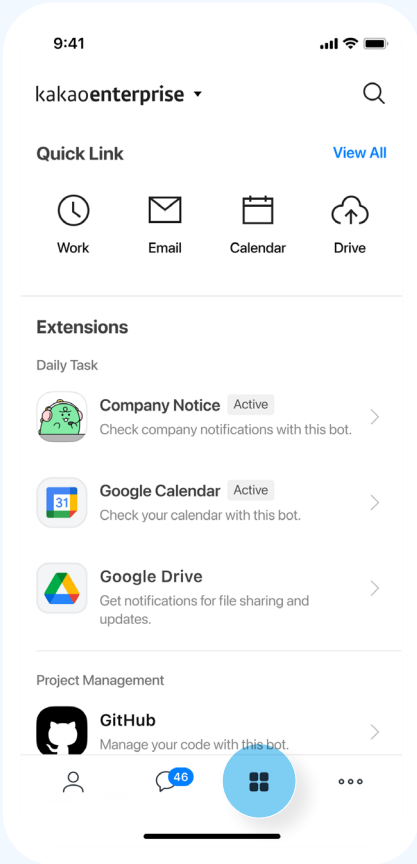 9:41
kakaoenterprise
Quick Link
View All
Work
Email
Calendar
Drive
Extensions
Daily Task
Company Notice Active
Check company notifications with this bot.
31
Google Calendar Active
Check your calendar with this bot.
Google Drive
Get notifications for file sharing and
updates.
Project Management
GitHub
Manage your code with this bot.
46